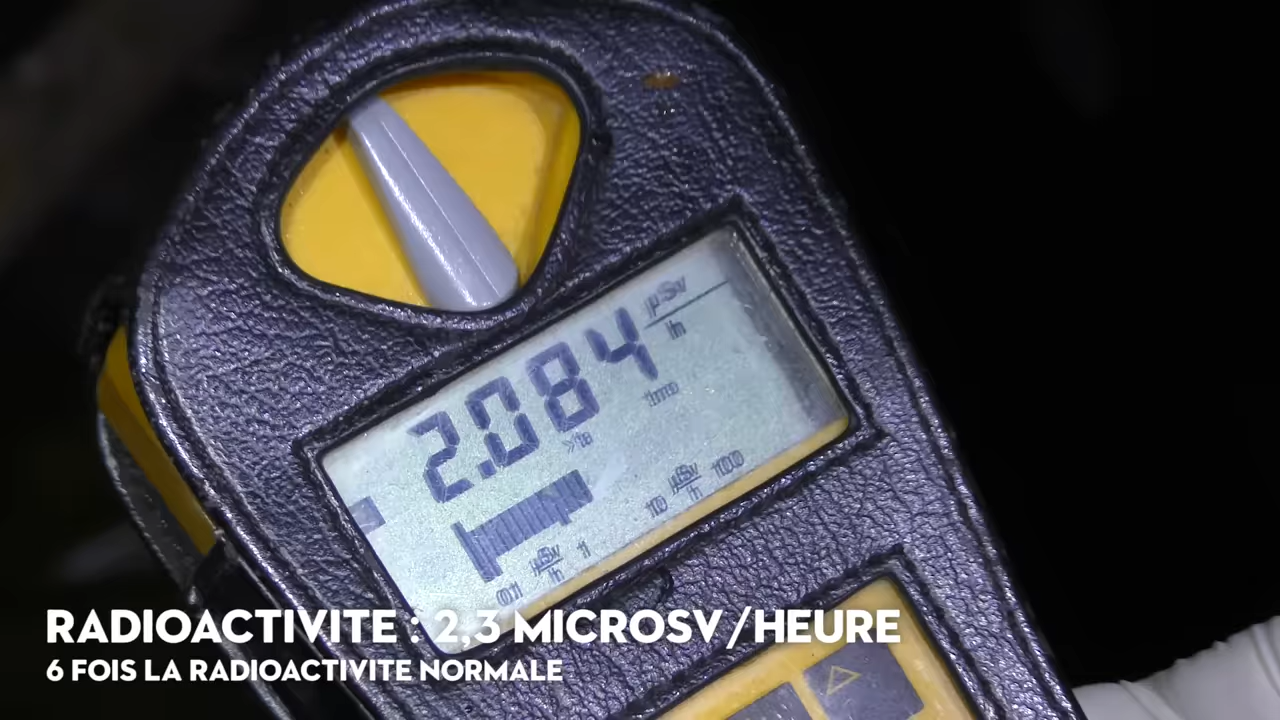 µSv
h
2.084
0.1 µSv/h 1 10 µSv/h 100
RADIOACTIVITE : 2,3 MICROSV/HEURE
6 FOIS LA RADIOACTIVITE NORMALE